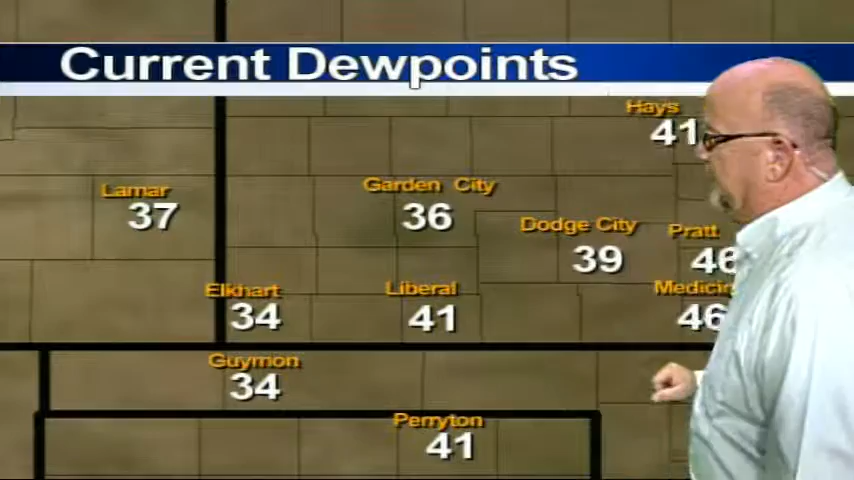 Current Dewpoints
Hays
41
Lamar
37
Garden City
36
Dodge City
39
Pratt
46
Elkhart
34
Liberal
41
Medicin
46
Guymon
34
Perryton
41